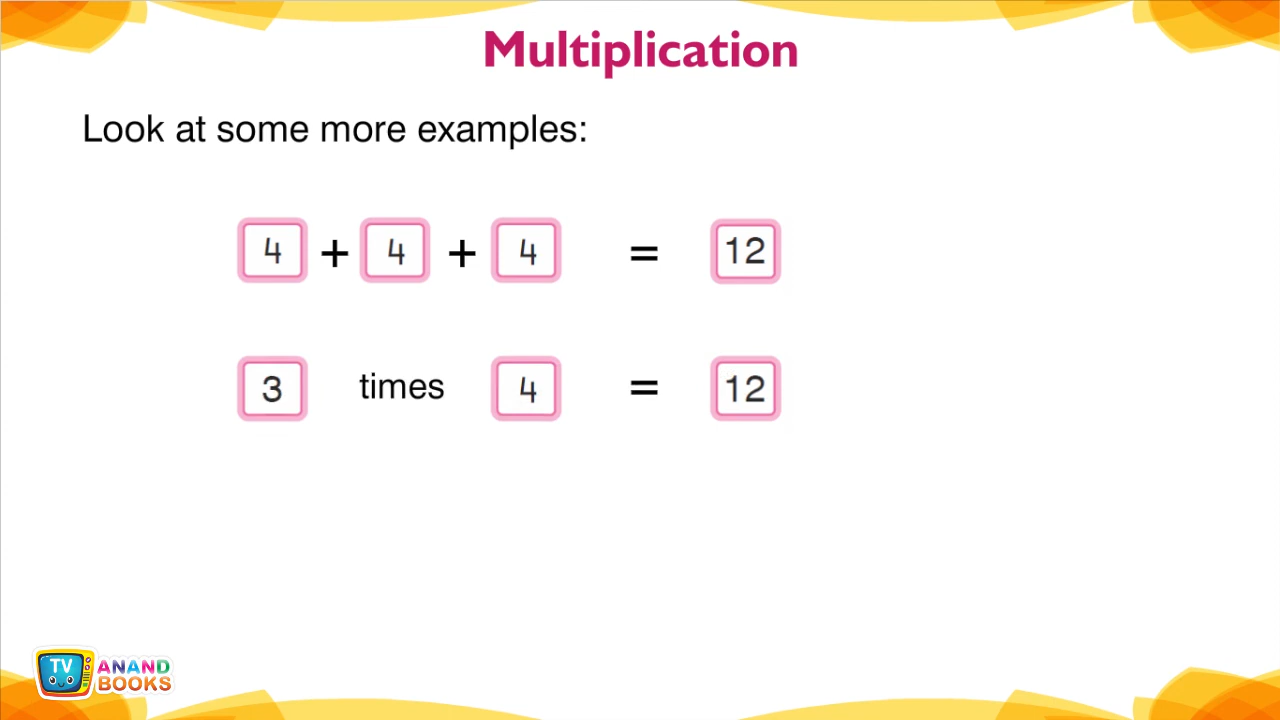 Multiplication
Look at some more examples:
4 + 4 + 4 = 12
3 times 4 = 12
TV
ANAND
BOOKS